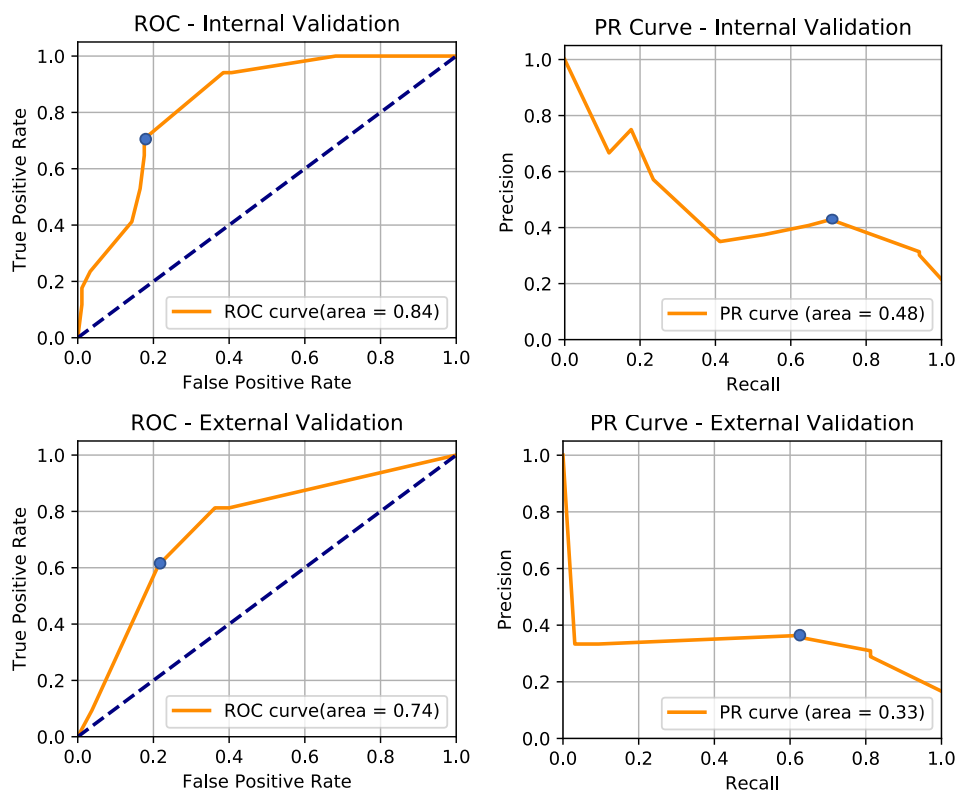 ROC - Internal Validation
True Positive Rate
1.0
0.8
0.6
0.4
0.2
0.0
ROC curve(area = 0.84)
0.0 0.2 0.4 0.6 0.8 1.0
False Positive Rate
PR Curve - Internal Validation
Precision
1.0
0.8
0.6
0.4
0.2
0.0
PR curve (area = 0.48)
0.0 0.2 0.4 0.6 0.8 1.0
Recall
ROC - External Validation
True Positive Rate
1.0
0.8
0.6
0.4
0.2
0.0
ROC curve(area = 0.74)
0.0 0.2 0.4 0.6 0.8 1.0
False Positive Rate
PR Curve - External Validation
Precision
1.0
0.8
0.6
0.4
0.2
0.0
PR curve (area = 0.33)
0.0 0.2 0.4 0.6 0.8 1.0
Recall